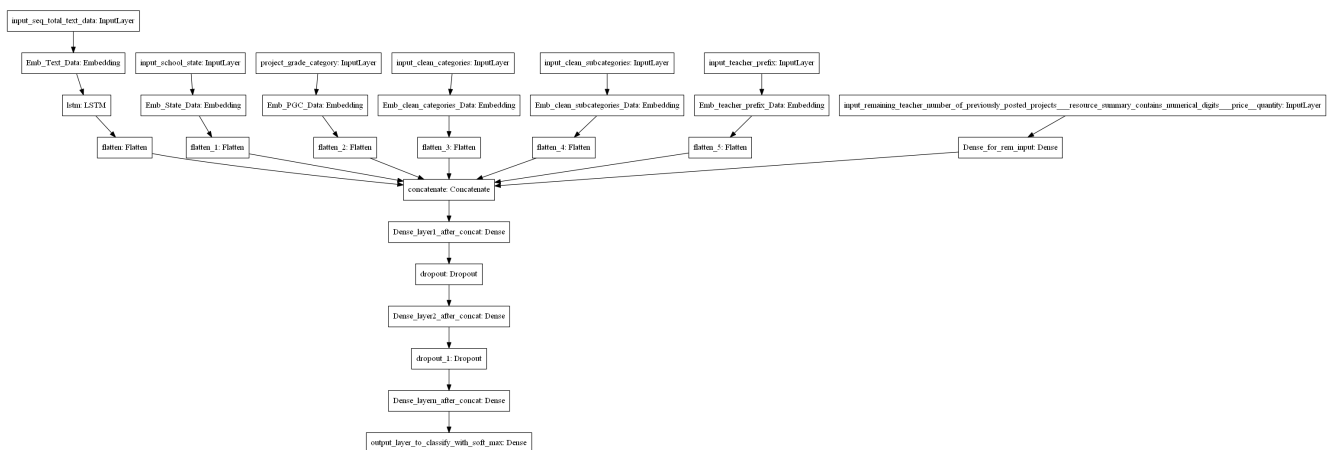 input_seq_total_text_data: InputLayer
Emb_Text_Data: Embedding
input_school_state: InputLayer
project_grade_category: InputLayer
input_clean_categories: InputLayer
input_clean_subcategories: InputLayer
input_teacher_prefix: InputLayer
lstm: LSTM
Emb_State_Data: Embedding
Emb_PGC_Data: Embedding
Emb_clean_categories_Data: Embedding
Emb_clean_subcategories_Data: Embedding
Emb_teacher_prefix_Data: Embedding
input_remaining_teacher_number_of_previously_posted_projects___resource_summary_contains_numerical_digits___price__quantity: InputLayer
flatten: Flatten
flatten_1: Flatten
flatten_2: Flatten
flatten_3: Flatten
flatten_4: Flatten
flatten_5: Flatten
Dense_for_rem_input: Dense
concatenate: Concatenate
Dense_layer1_after_concat: Dense
dropout: Dropout
Dense_layer2_after_concat: Dense
dropout_1: Dropout
Dense_layern_after_concat: Dense
output_layer_to_classify_with_soft_max: Dense